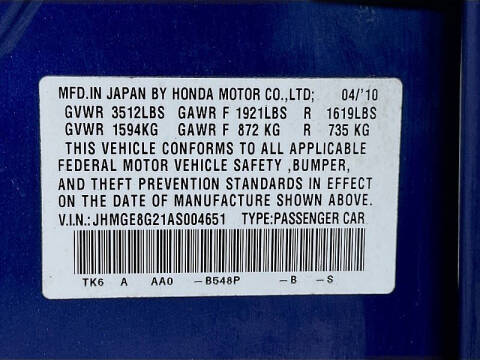 MFD.IN JAPAN BY HONDA MOTOR CO.,LTD; 04/'10
GVWR 3512LBS GAWR F 1921LBS R 1619LBS
GVWR 1594KG GAWR F 872 KG R 735 KG
THIS VEHICLE CONFORMS TO ALL APPLICABLE
FEDERAL MOTOR VEHICLE SAFETY ,BUMPER,
AND THEFT PREVENTION STANDARDS IN EFFECT
ON THE DATE OF MANUFACTURE SHOWN ABOVE.
V.I.N.: JHMGE8G21AS004651 TYPE:PASSENGER CAR
TK6 A AA0 –B548P –B –S